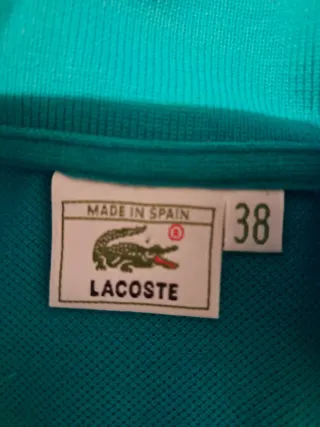 MADE IN SPAIN
38
®
LACOSTE